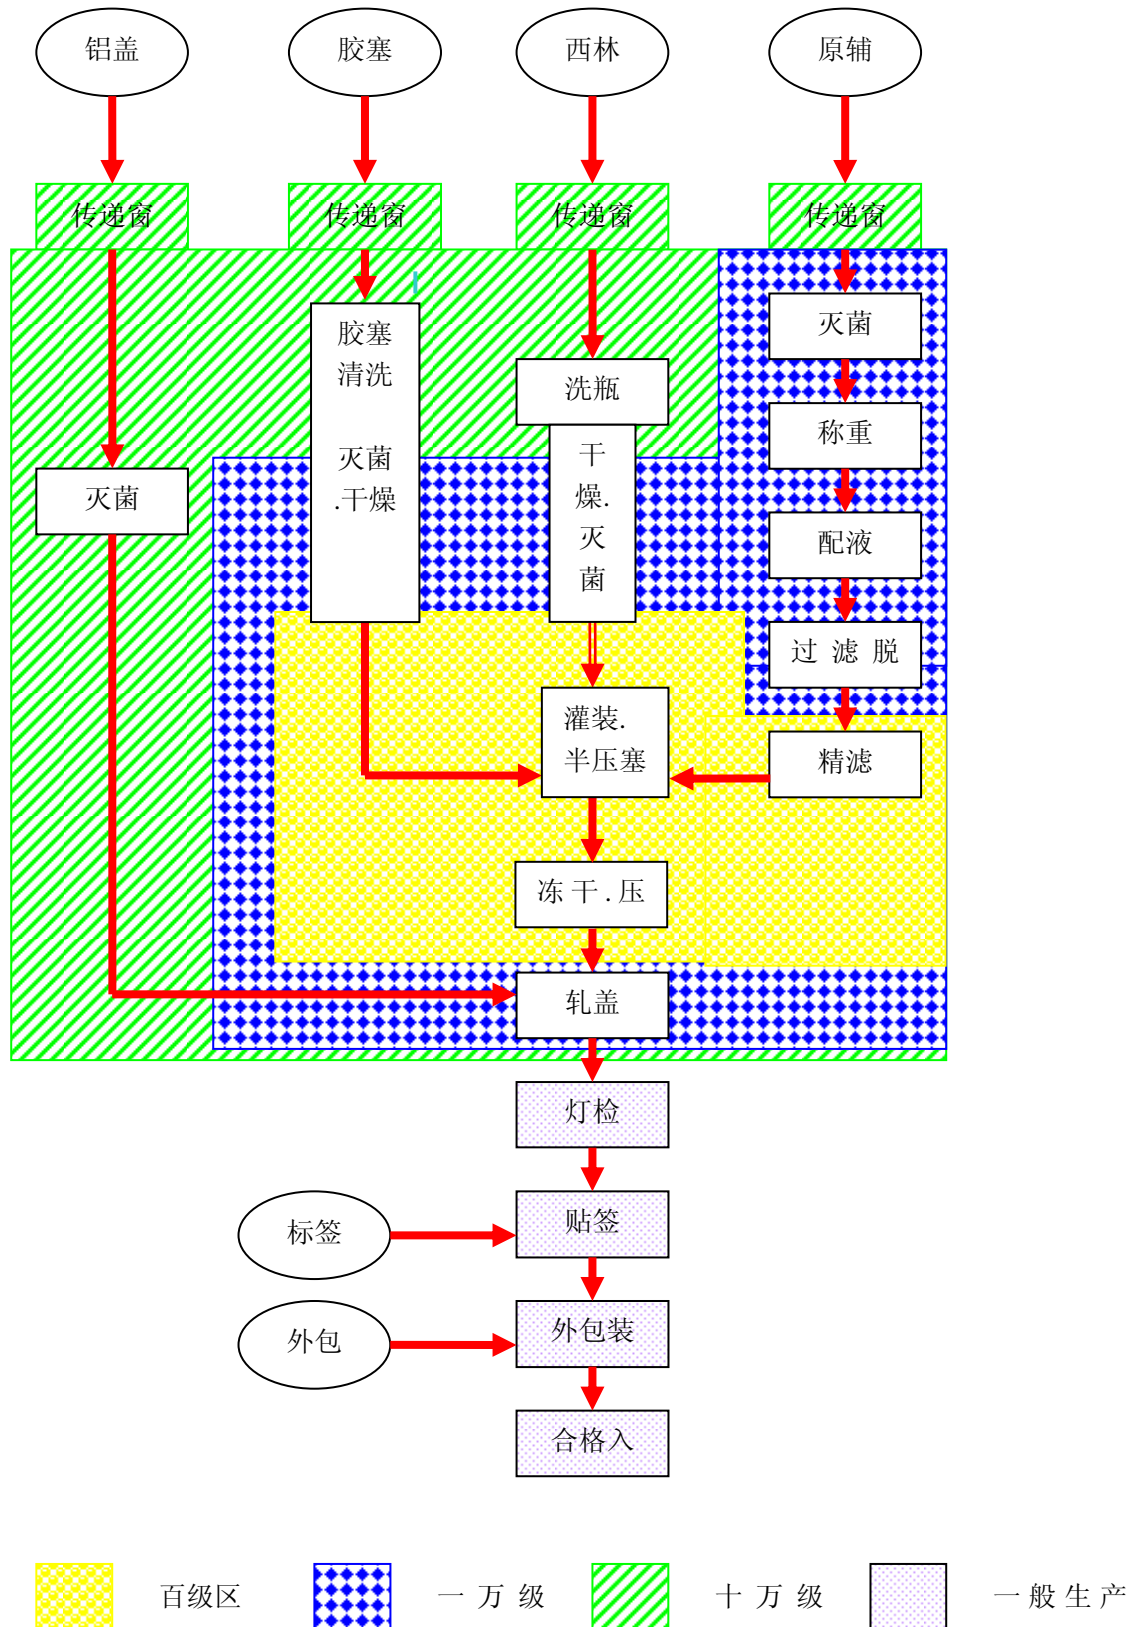 铝盖
胶塞
西林
原辅
传递窗
传递窗
传递窗
传递窗
灭菌
胶塞
清洗
灭菌
.干燥
洗瓶
干
燥.
灭
菌
灭菌
称重
配液
过 滤 脱
精滤
灌装.
半压塞
冻 干 . 压
轧盖
灯检
标签
贴签
外包
外包装
合格入
百级区
一 万 级
十 万 级
一 般 生 产